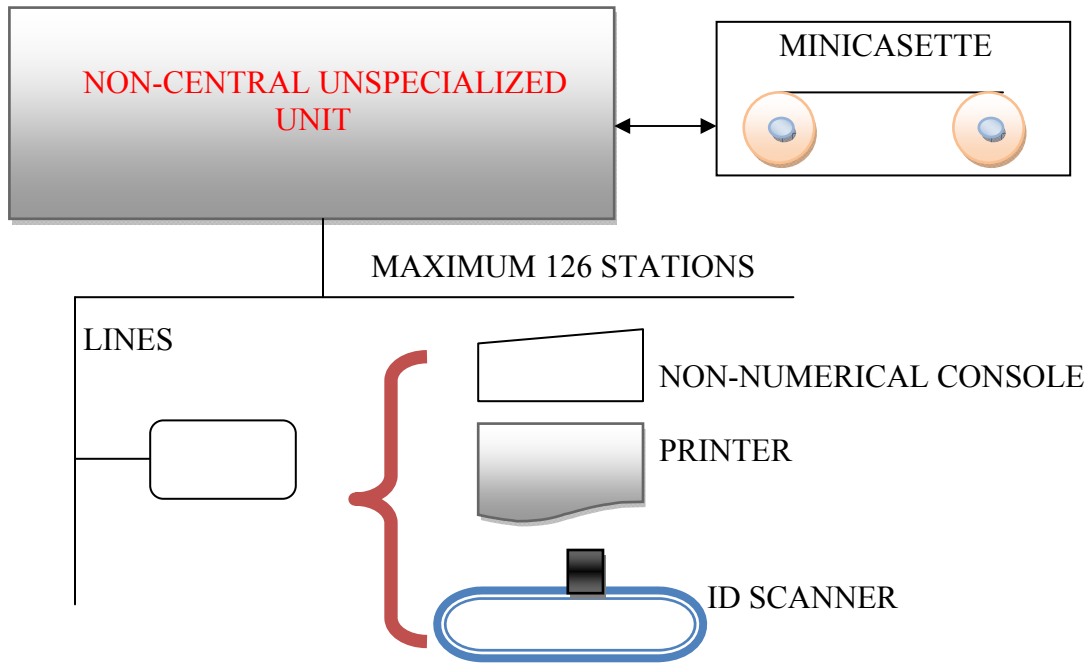 NON-CENTRAL UNSPECIALIZED
UNIT
MINICASETTE
MAXIMUM 126 STATIONS
LINES
NON-NUMERICAL CONSOLE
PRINTER
ID SCANNER